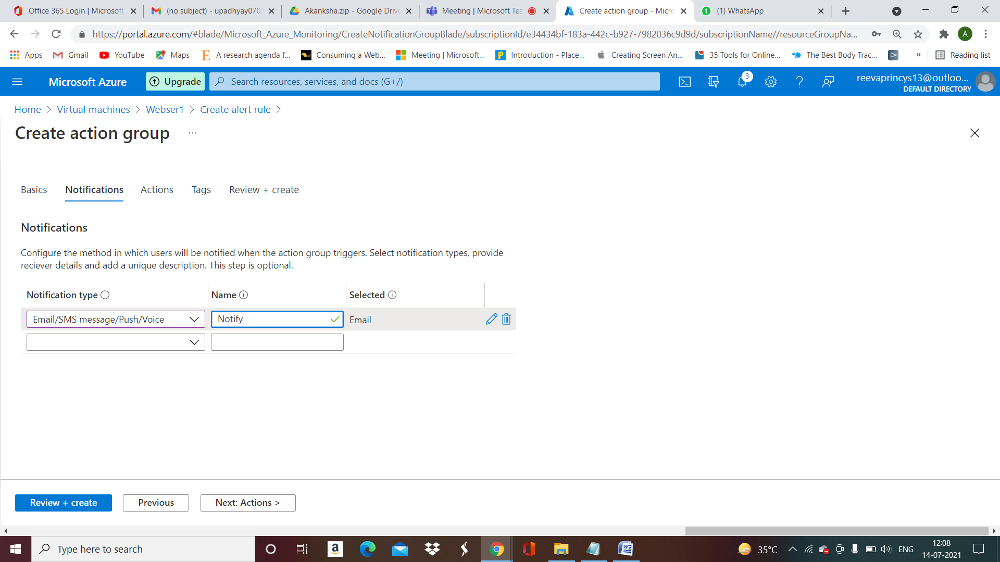 Office 365 Login | Microsoft
(no subject) - upadhyay070
Akanksha.zip - Google Drive
Meeting | Microsoft Tea
Create action group - Micro
1 (1) WhatsApp
https://portal.azure.com/#blade/Microsoft_Azure_Monitoring/CreateNotificationGroupBlade/subscriptionId/e34434bf-183a-442c-b927-7982036c9d9d/subscriptionName//resourceGroupNa...
A
Apps
Gmail
YouTube
Maps
A research agenda f...
Consuming a Web...
Meeting | Microsoft...
Introduction - Place...
Creating Screen An...
35 Tools for Online...
The Best Body Trac...
»
Reading list
Microsoft Azure
Upgrade
Search resources, services, and docs (G+/)
3
reevaprincys13@outloo...
DEFAULT DIRECTORY
Home > Virtual machines > Webser1 > Create alert rule >
Create action group ...
Basics Notifications Actions Tags Review + create
Notifications
Configure the method in which users will be notified when the action group triggers. Select notification types, provide
reciever details and add a unique description. This step is optional.
Notification type Name Selected
Email/SMS message/Push/Voice Notify Email
Review + create Previous Next: Actions >
Type here to search
35°C
ENG
12:08
14-07-2021